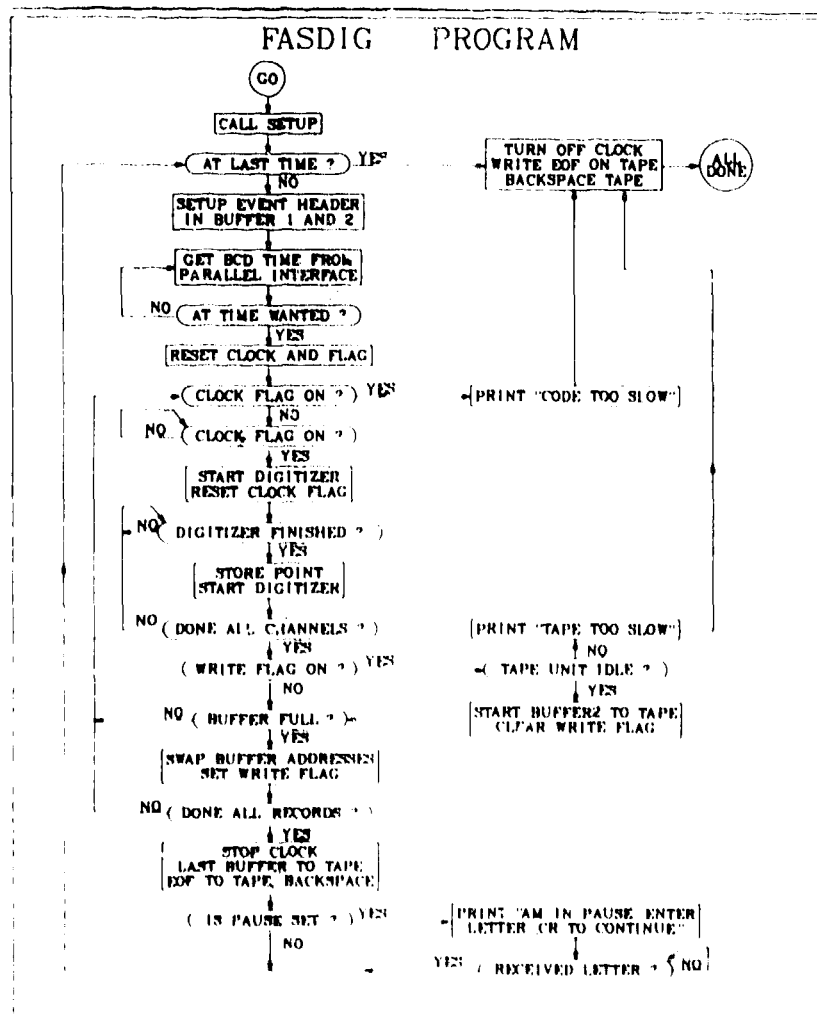 FASDIG PROGRAM
GO
CALL SETUP
AT LAST TIME ? YES
NO
TURN OFF CLOCK
WRITE EOF ON TAPE
BACKSPACE TAPE
ALL
DONE
SETUP EVENT HEADER
IN BUFFER 1 AND 2
GET BCD TIME FROM
PARALLEL INTERFACE
NO ( AT TIME WANTED ? )
YES
RESET CLOCK AND FLAG
( CLOCK FLAG ON ? ) YES
PRINT "CODE TOO SLOW"
NO
NO ( CLOCK FLAG ON ? )
YES
START DIGITIZER
RESET CLOCK FLAG
NO ( DIGITIZER FINISHED ? )
YES
STORE POINT
START DIGITIZER
NO ( DONE ALL CHANNELS ? )
YES
PRINT "TAPE TOO SLOW"
NO
( WRITE FLAG ON ? ) YES
( TAPE UNIT IDLE ? )
NO
YES
NO ( BUFFER FULL ? )
YES
START BUFFER2 TO TAPE
CLEAR WRITE FLAG
SWAP BUFFER ADDRESSES
SET WRITE FLAG
NO ( DONE ALL RECORDS ? )
YES
STOP CLOCK
LAST BUFFER TO TAPE
EOF TO TAPE, BACKSPACE
( IS PAUSE SET ? ) YES
NO
PRINT "AM IN PAUSE ENTER
LETTER CR TO CONTINUE"
YES ( RECEIVED LETTER ? ) NO